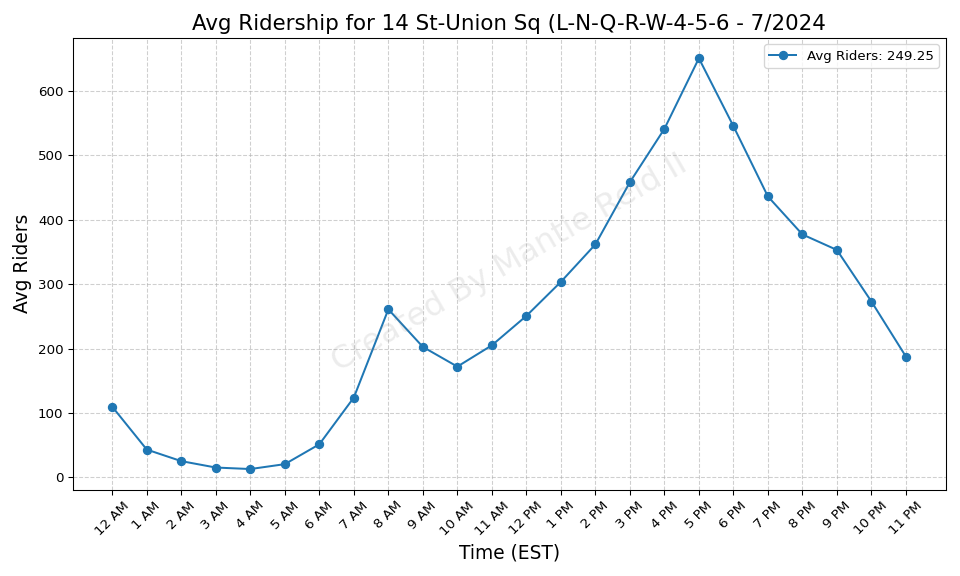 Avg Ridership for 14 St-Union Sq (L-N-Q-R-W-4-5-6 - 7/2024
Avg Riders: 249.25
Avg Riders
600
500
400
300
200
100
0
Created By Mantle Reid II
12 AM
1 AM
2 AM
3 AM
4 AM
5 AM
6 AM
7 AM
8 AM
9 AM
10 AM
11 AM
12 PM
1 PM
2 PM
3 PM
4 PM
5 PM
6 PM
7 PM
8 PM
9 PM
10 PM
11 PM
Time (EST)